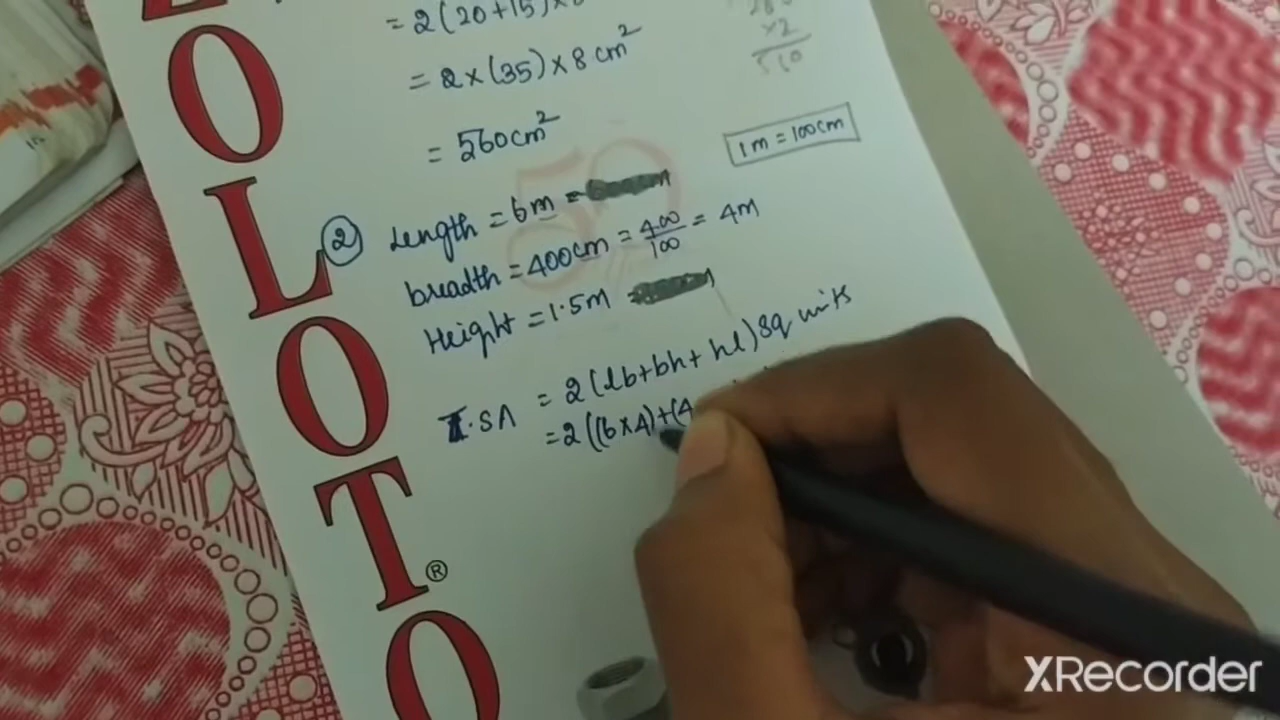 = 2(20+15)×8
= 2×(35)×8 cm²
= 560cm²
×2
1m = 100cm
② Length = 6m =
breadth = 400cm = 400/100 = 4m
Height = 1.5m =
T.SA = 2(lb+bh+hl) sq units
= 2((6×4)+(4
ZOLOTO®
XRecorder